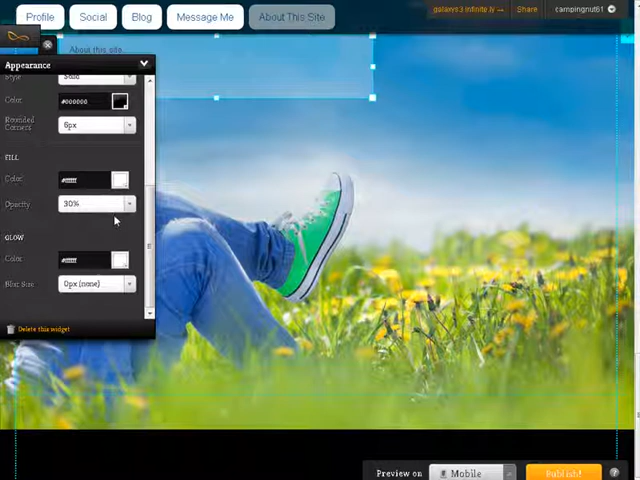 Profile
Social
Blog
Message Me
About This Site
galaxys3.infinite.ly
Share
campingnut61
About this site...
Appearance
Style
Solid
Color
#000000
Rounded Corners
6px
FILL
Color
#ffffff
Opacity
30%
GLOW
Color
#ffffff
Blur Size
0px (none)
Delete this widget
Preview on
Mobile
Publish!
?